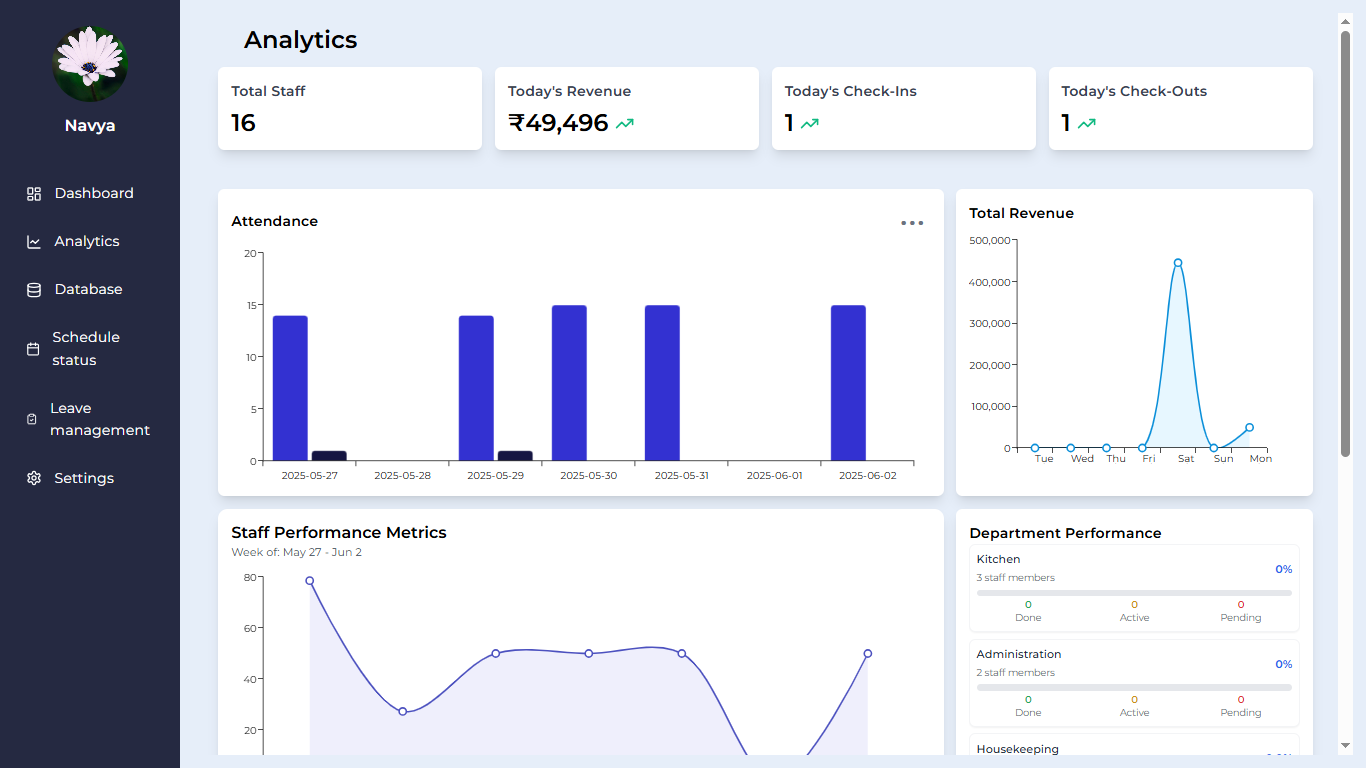 Navya
Dashboard
Analytics
Database
Schedule
status
Leave
management
Settings
Analytics
Total Staff
16
Today's Revenue
₹49,496
Today's Check-Ins
1
Today's Check-Outs
1
Attendance
20
15
10
5
0
2025-05-27 2025-05-28 2025-05-29 2025-05-30 2025-05-31 2025-06-01 2025-06-02
Total Revenue
500,000
400,000
300,000
200,000
100,000
0
Tue Wed Thu Fri Sat Sun Mon
Staff Performance Metrics
Week of: May 27 - Jun 2
80
60
40
20
Department Performance
Kitchen
3 staff members
0%
0 0 0
Done Active Pending
Administration
2 staff members
0%
0 0 0
Done Active Pending
Housekeeping